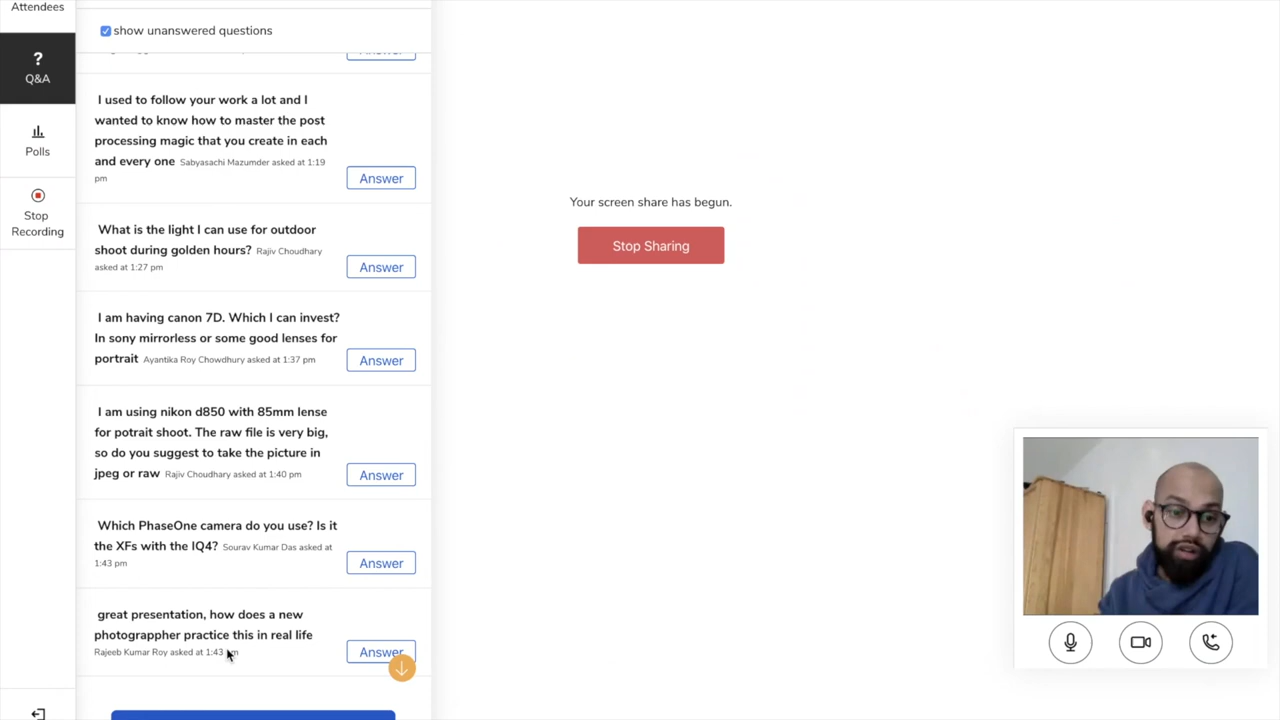 Attendees
?
Q&A
Polls
Stop
Recording
show unanswered questions
I used to follow your work a lot and I
wanted to know how to master the post
processing magic that you create in each
and every one Sabyasachi Mazumder asked at 1:19
pm
Answer
What is the light I can use for outdoor
shoot during golden hours? Rajiv Choudhary
asked at 1:27 pm
Answer
I am having canon 7D. Which I can invest?
In sony mirrorless or some good lenses for
portrait Ayantika Roy Chowdhury asked at 1:37 pm
Answer
I am using nikon d850 with 85mm lense
for potrait shoot. The raw file is very big,
so do you suggest to take the picture in
jpeg or raw Rajiv Choudhary asked at 1:40 pm
Answer
Which PhaseOne camera do you use? Is it
the XFs with the IQ4? Sourav Kumar Das asked at
1:43 pm
Answer
great presentation, how does a new
photograppher practice this in real life
Rajeeb Kumar Roy asked at 1:43 pm
Answer
Your screen share has begun.
Stop Sharing